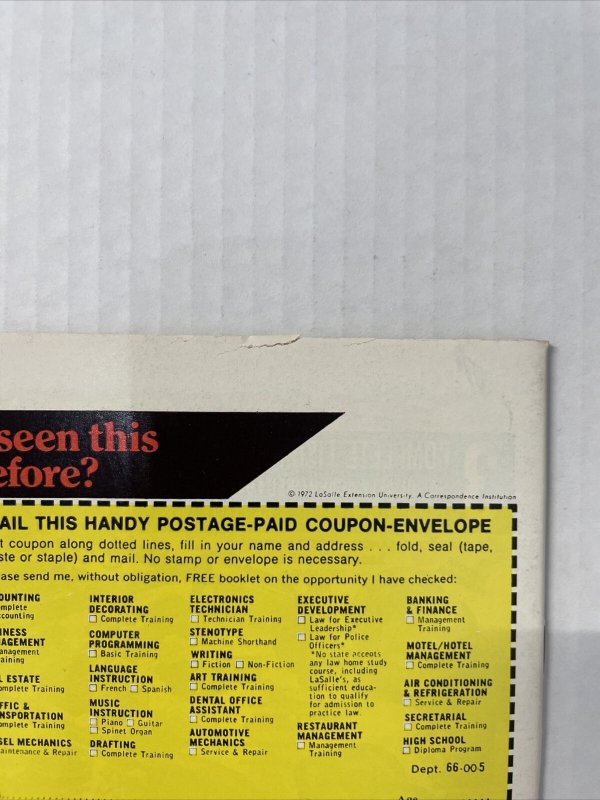 seen this
efore?
© 1972 LaSalle Extension University. A Correspondence Institution
AIL THIS HANDY POSTAGE-PAID COUPON-ENVELOPE
t coupon along dotted lines, fill in your name and address . . . fold, seal (tape,
ste or staple) and mail. No stamp or envelope is necessary.
ase send me, without obligation, FREE booklet on the opportunity I have checked:
OUNTING
mplete
ccounting
INESS
AGEMENT
anagement
aining
L ESTATE
omplete Training
FFIC &
NSPORTATION
omplete Training
SEL MECHANICS
aintenance & Repair
INTERIOR
DECORATING
Complete Training
COMPUTER
PROGRAMMING
Basic Training
LANGUAGE
INSTRUCTION
French Spanish
MUSIC
INSTRUCTION
Piano Guitar
Spinet Organ
DRAFTING
Complete Training
ELECTRONICS
TECHNICIAN
Technician Training
STENOTYPE
Machine Shorthand
WRITING
Fiction Non-Fiction
ART TRAINING
Complete Training
DENTAL OFFICE
ASSISTANT
Complete Training
AUTOMOTIVE
MECHANICS
Service & Repair
EXECUTIVE
DEVELOPMENT
Law for Executive
Leadership*
Law for Police
Officers*
*No state accepts
any law home study
course, including
LaSalle's, as
sufficient educa-
tion to qualify
for admission to
practice law.
RESTAURANT
MANAGEMENT
Management
Training
BANKING
& FINANCE
Management
Training
MOTEL/HOTEL
MANAGEMENT
Complete Training
AIR CONDITIONING
& REFRIGERATION
Service & Repair
SECRETARIAL
Complete Training
HIGH SCHOOL
Diploma Program
Dept. 66-005
Age